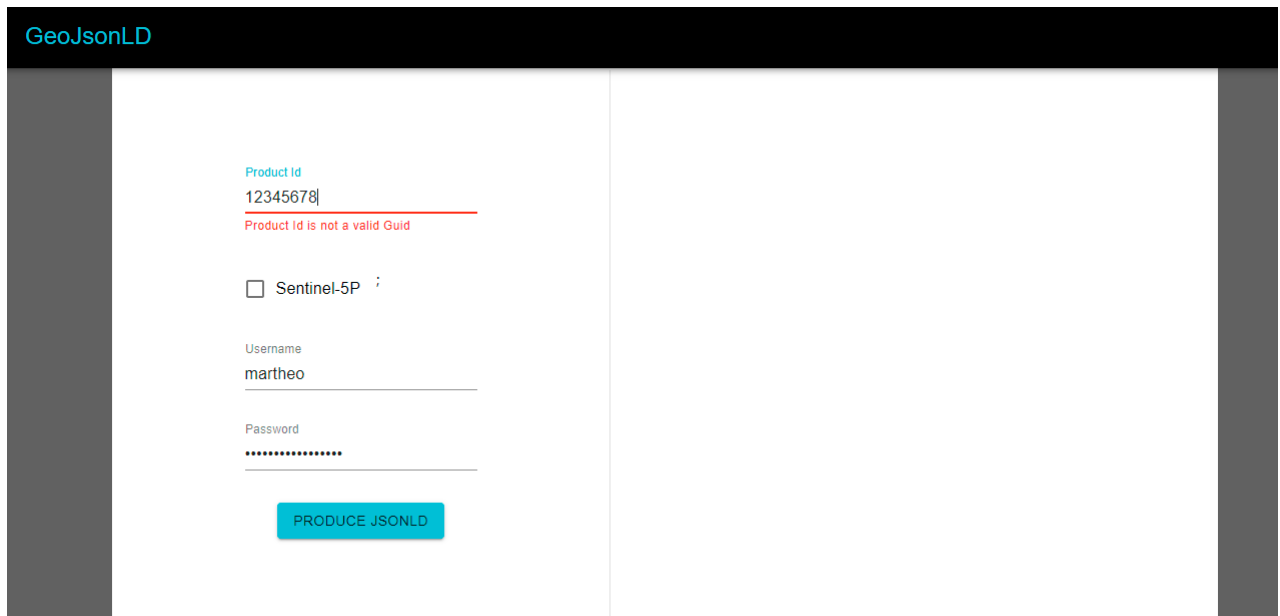 GeoJsonLD
Product Id
12345678
Product Id is not a valid Guid
Sentinel-5P ;
Username
martheo
Password
•••••••••••••••••
PRODUCE JSONLD